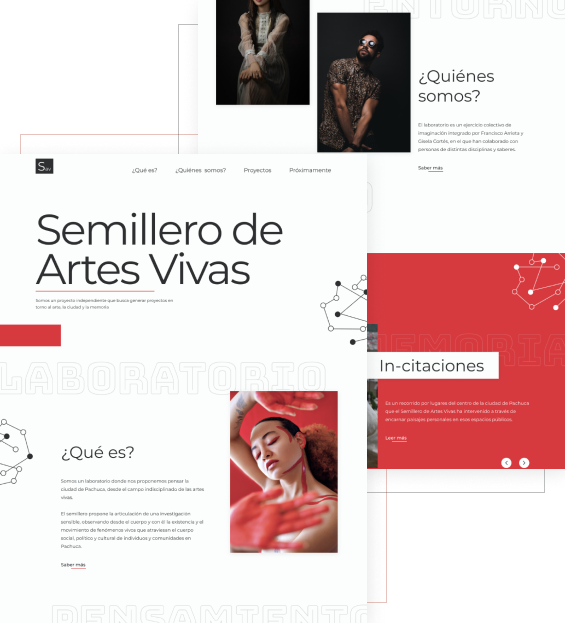 ENTORNO
¿Quiénes
somos?
El laboratorio es un ejercicio colectivo de
imaginación integrado por Francisco Arrieta y
Gisela Cortés, en el que han colaborado con
personas de distintas disciplinas y saberes.
Saber más
Sav
¿Qué es?
¿Quiénes somos?
Proyectos
Próximamente
Semillero de
Artes Vivas
Somos un proyecto independiente que busca generar proyectos en
torno al arte, la ciudad y la memoria
LABORATORIO
¿Qué es?
Somos un laboratorio donde nos proponemos pensar la
ciudad de Pachuca, desde el campo indisciplinado de las artes
vivas.
El semillero propone la articulación de una investigación
sensible, observando desde el cuerpo y con él la existencia y el
movimiento de fenómenos vivos que atraviesan el cuerpo
social, político y cultural de individuos y comunidades en
Pachuca.
Saber más
PENSAMIENTO
MEMORIA
In-citaciones
Es un recorrido por lugares del centro de la ciudad de Pachuca
que el Semillero de Artes Vivas ha intervenido a través de
encarnar paisajes personales en esos espacios públicos.
Leer más